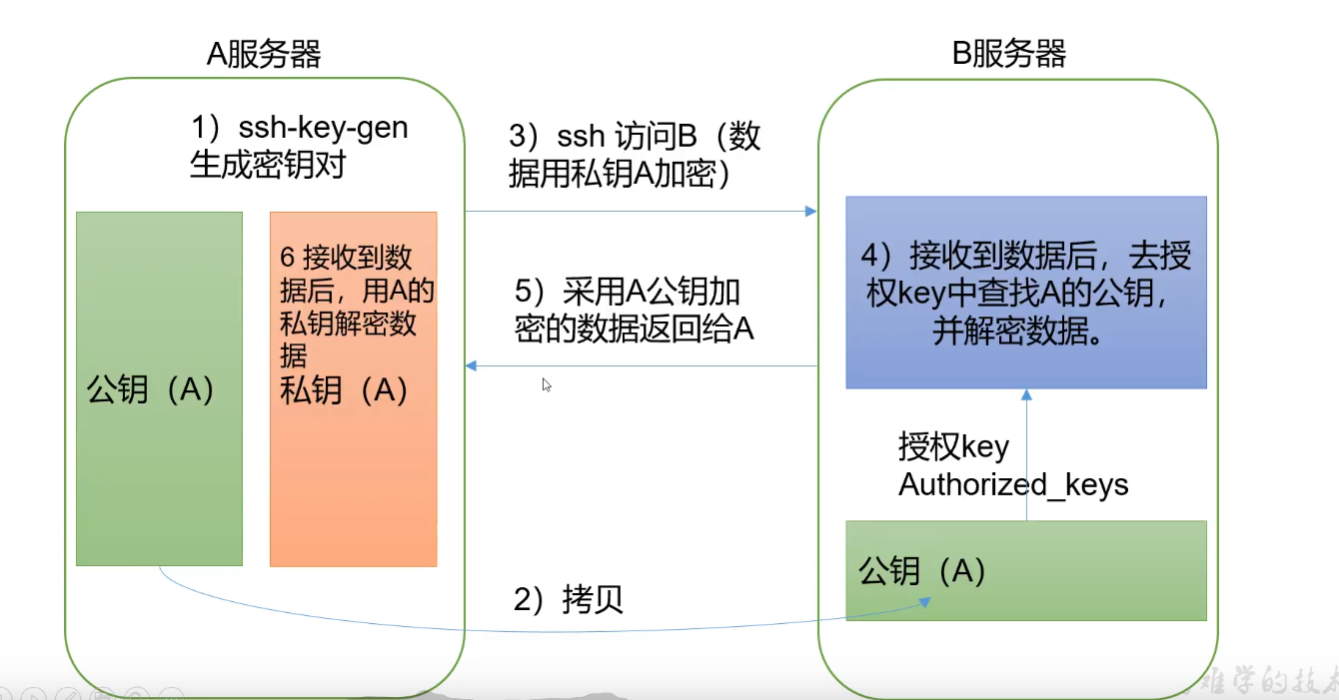 A服务器
B服务器
1）ssh-key-gen
生成密钥对
3）ssh 访问B（数
据用私钥A加密）
6 接收到数
据后，用A的
私钥解密数
据
私钥（A）
公钥（A）
5）采用A公钥加
密的数据返回给A
4）接收到数据后，去授
权key中查找A的公钥，
并解密数据。
授权key
Authorized_keys
公钥（A）
2）拷贝
难学的技术